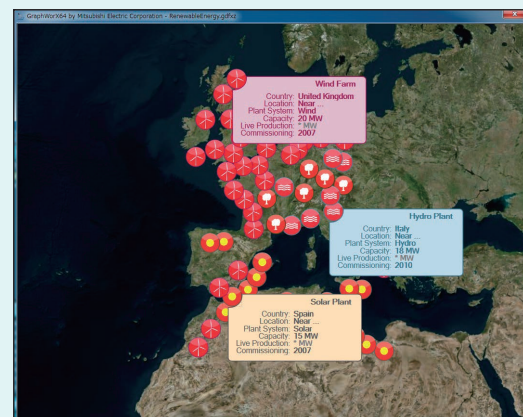 GraphWorX64 by Mitsubishi Electric Corporation - RenewableEnergy.gdfxz
Wind Farm
Country: United Kingdom
Location: Near ...
Plant System: Wind
Capacity: 20 MW
Live Production: * MW
Commissioning: 2007
Hydro Plant
Country: Italy
Location: Near ...
Plant System: Hydro
Capacity: 18 MW
Live Production: * MW
Commissioning: 2010
Solar Plant
Country: Spain
Location: Near ...
Plant System: Solar
Capacity: 15 MW
Live Production: * MW
Commissioning: 2007